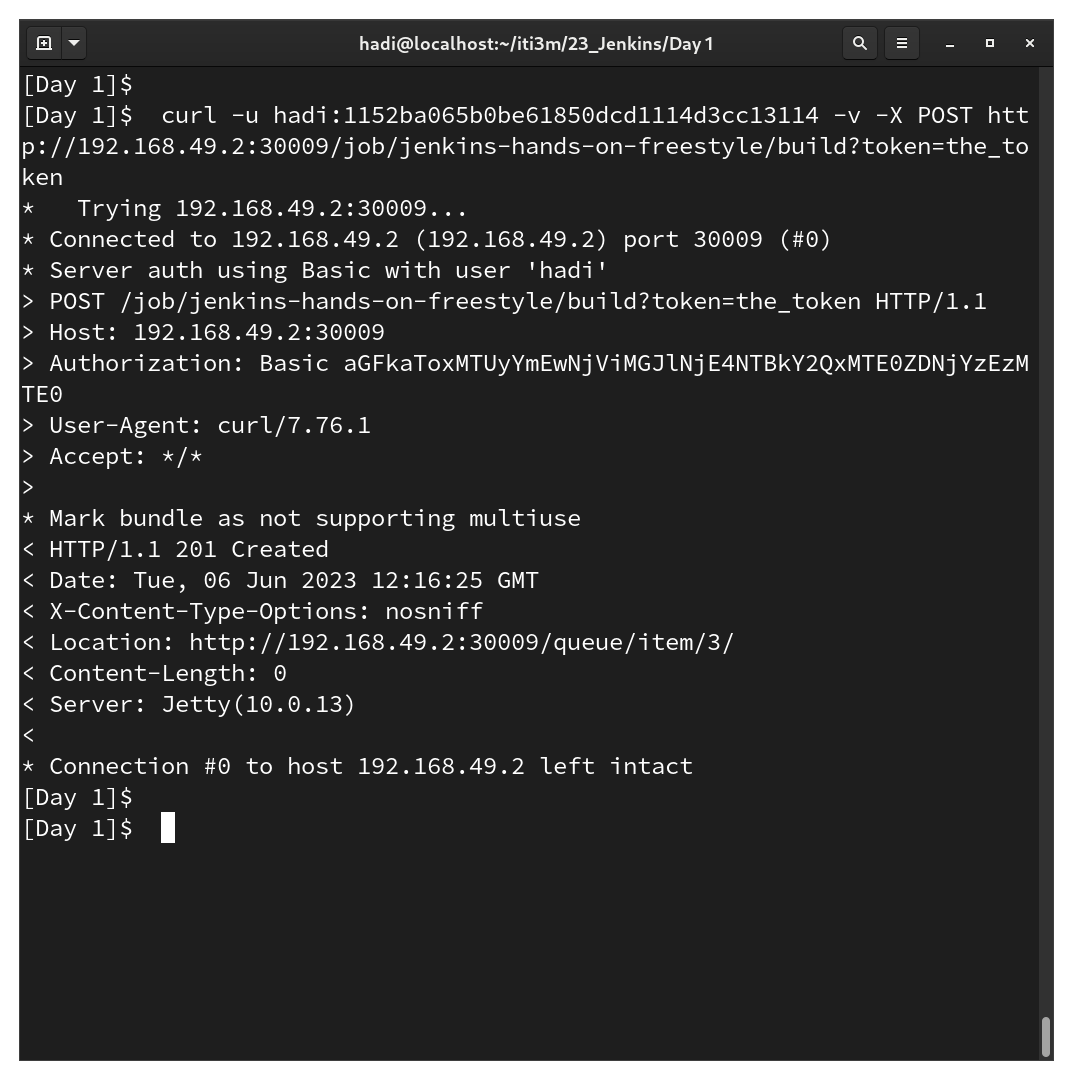 hadi@localhost:~/iti3m/23_Jenkins/Day 1
[Day 1]$
[Day 1]$  curl -u hadi:1152ba065b0be61850dcd1114d3cc13114 -v -X POST htt
p://192.168.49.2:30009/job/jenkins-hands-on-freestyle/build?token=the_to
ken
*   Trying 192.168.49.2:30009...
* Connected to 192.168.49.2 (192.168.49.2) port 30009 (#0)
* Server auth using Basic with user 'hadi'
> POST /job/jenkins-hands-on-freestyle/build?token=the_token HTTP/1.1
> Host: 192.168.49.2:30009
> Authorization: Basic aGFkaToxMTUyYmEwNjViMGJlNjE4NTBkY2QxMTE0ZDNjYzEzM
TE0
> User-Agent: curl/7.76.1
> Accept: */*
>
* Mark bundle as not supporting multiuse
< HTTP/1.1 201 Created
< Date: Tue, 06 Jun 2023 12:16:25 GMT
< X-Content-Type-Options: nosniff
< Location: http://192.168.49.2:30009/queue/item/3/
< Content-Length: 0
< Server: Jetty(10.0.13)
<
* Connection #0 to host 192.168.49.2 left intact
[Day 1]$
[Day 1]$